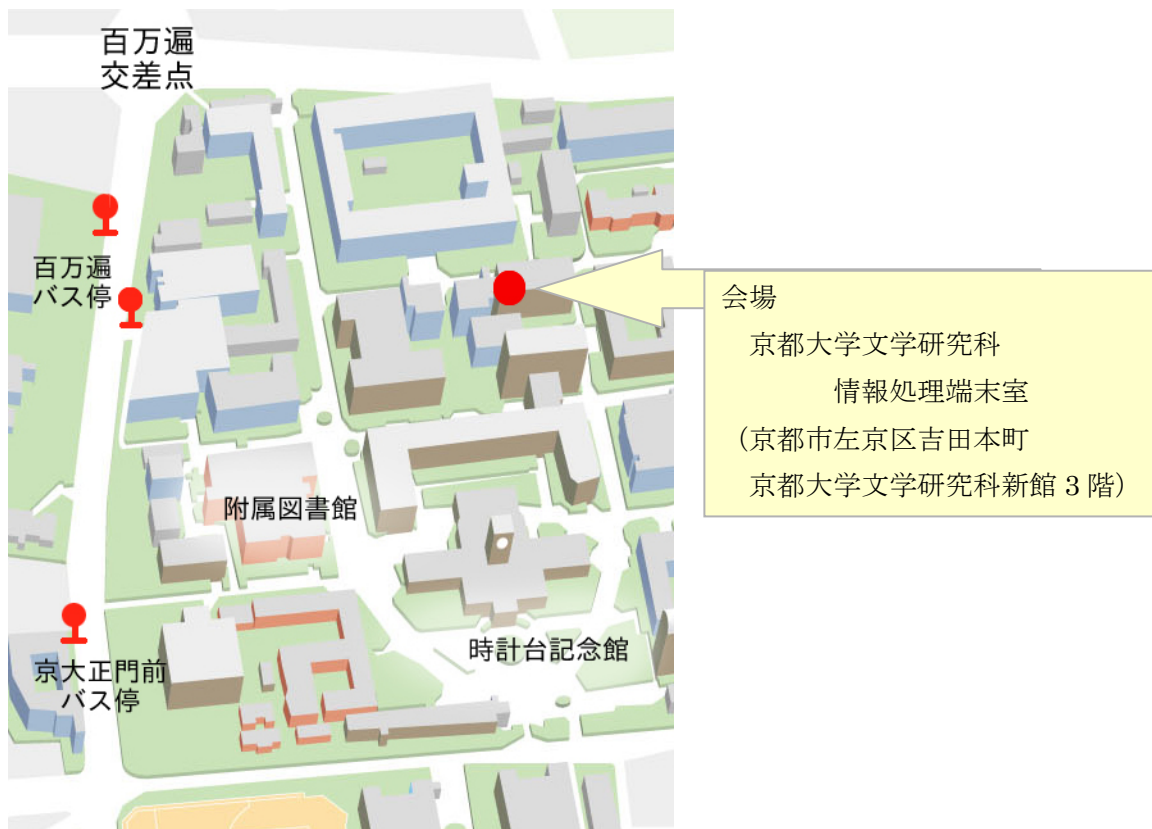 百万遍
交差点
百万遍
バス停
会場
京都大学文学研究科
情報処理端末室
(京都市左京区吉田本町
京都大学文学研究科新館 3 階)
附属図書館
時計台記念館
京大正門前
バス停